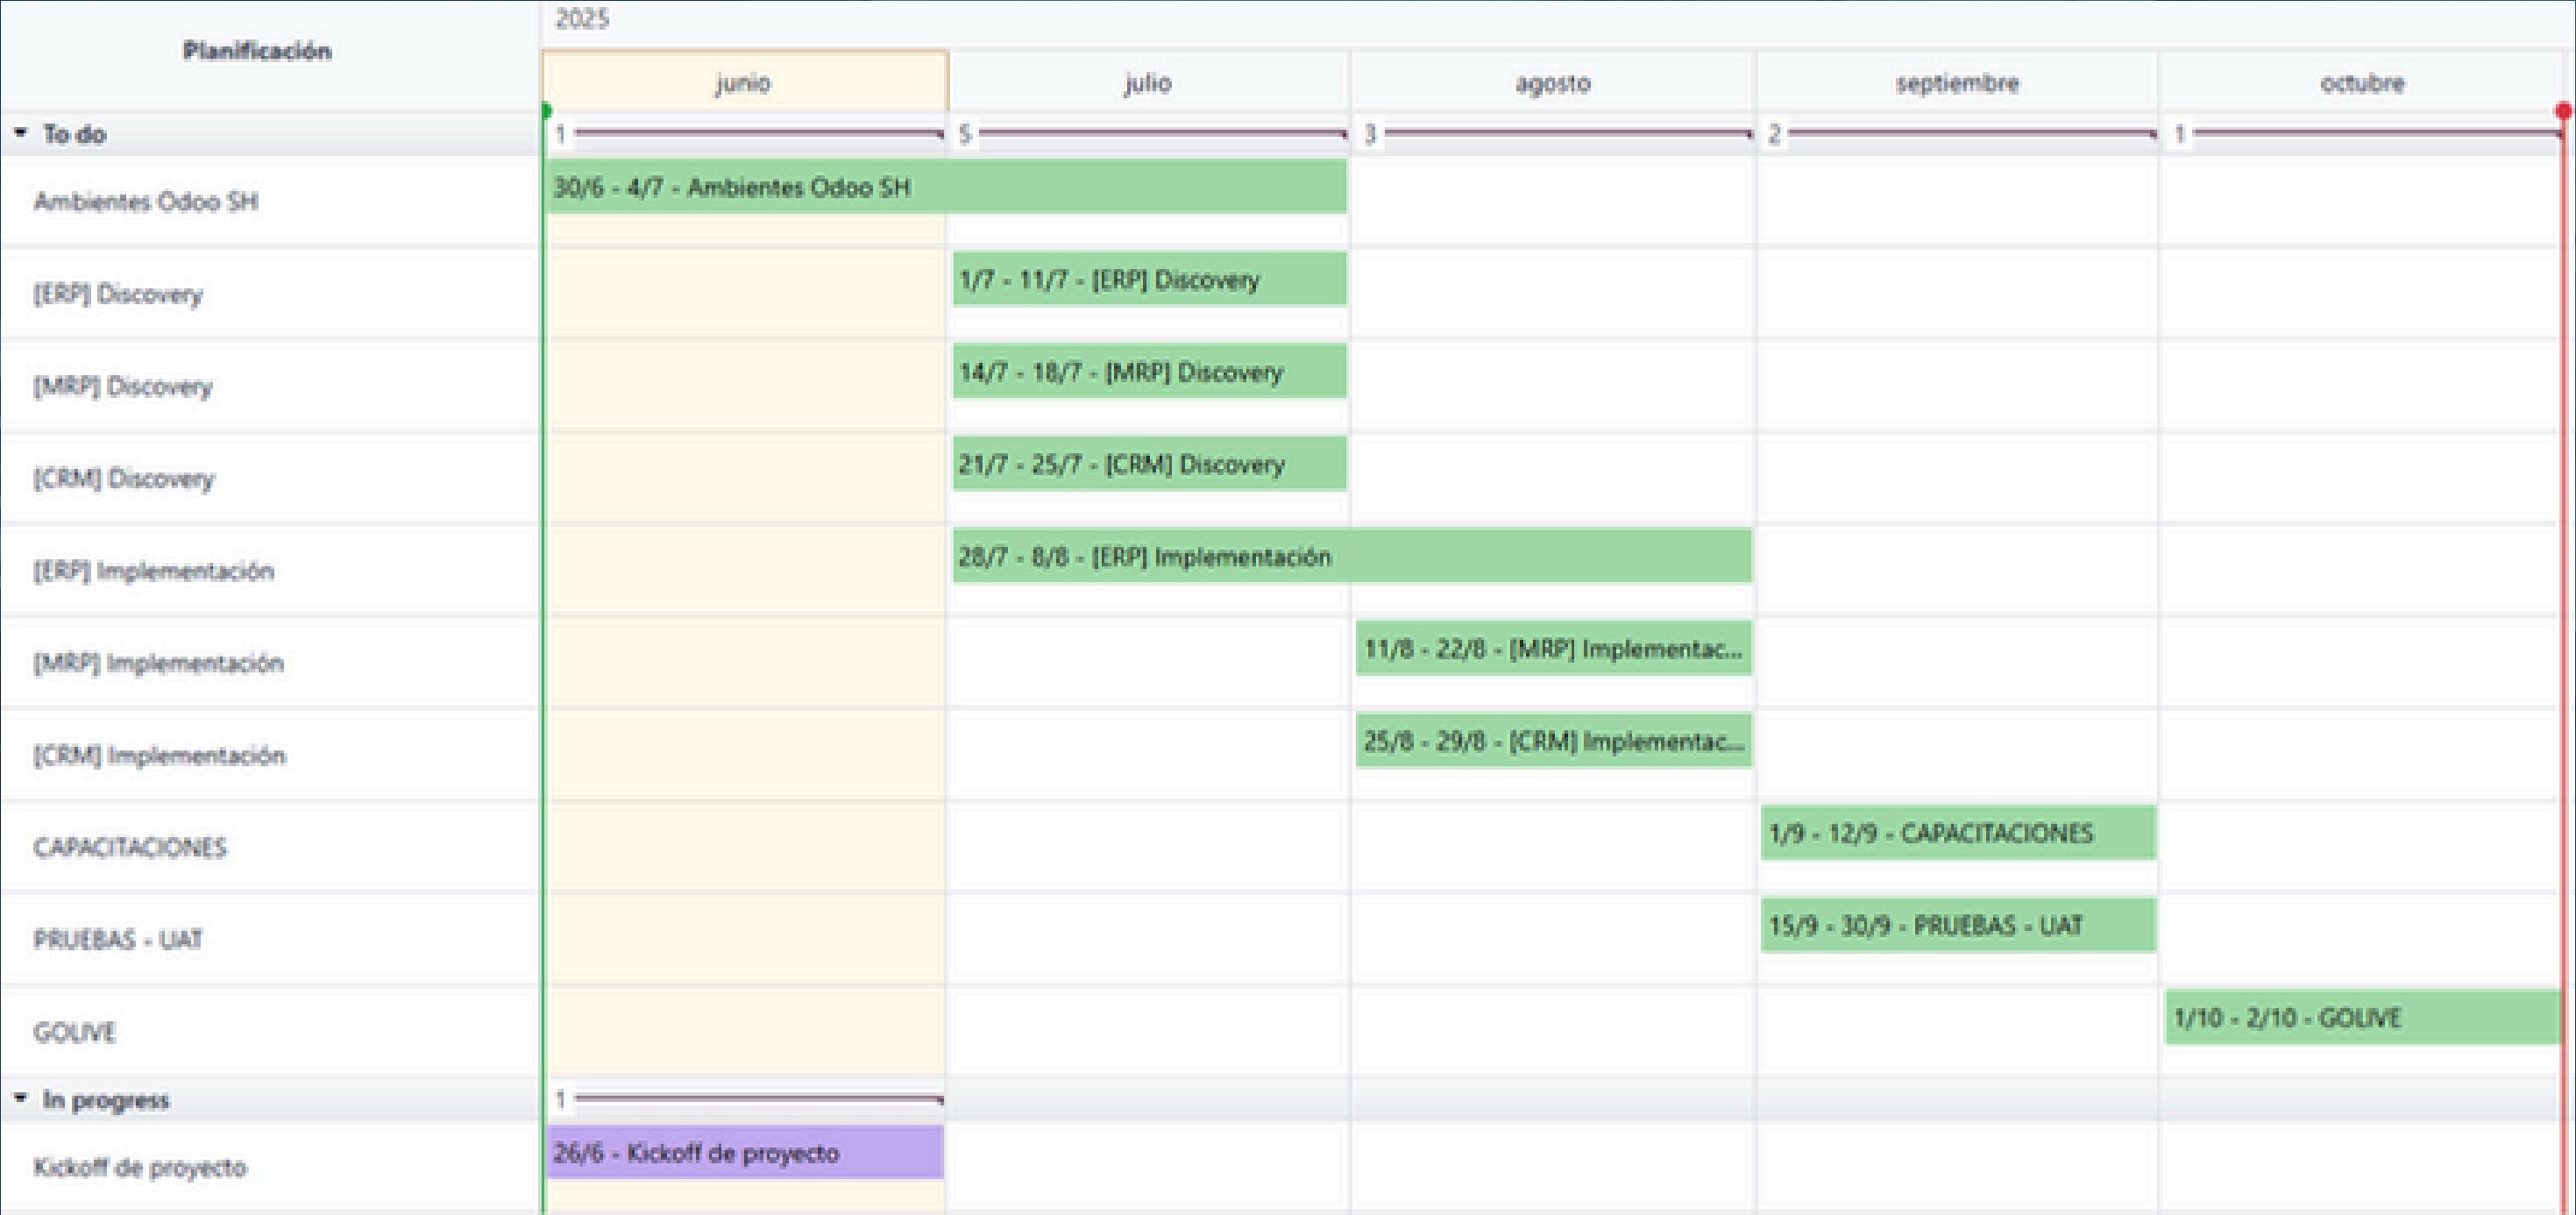 Planificación
2025
junio
julio
agosto
septiembre
octubre
To do
1
5
3
2
1
Ambientes Odoo SH
30/6 - 4/7 - Ambientes Odoo SH
[ERP] Discovery
1/7 - 11/7 - [ERP] Discovery
[MRP] Discovery
14/7 - 18/7 - [MRP] Discovery
[CRM] Discovery
21/7 - 25/7 - [CRM] Discovery
[ERP] Implementación
28/7 - 8/8 - [ERP] Implementación
[MRP] Implementación
11/8 - 22/8 - [MRP] Implementac...
[CRM] Implementación
25/8 - 29/8 - [CRM] Implementac...
CAPACITACIONES
1/9 - 12/9 - CAPACITACIONES
PRUEBAS - UAT
15/9 - 30/9 - PRUEBAS - UAT
GOLIVE
1/10 - 2/10 - GOLIVE
In progress
1
Kickoff de proyecto
26/6 - Kickoff de proyecto